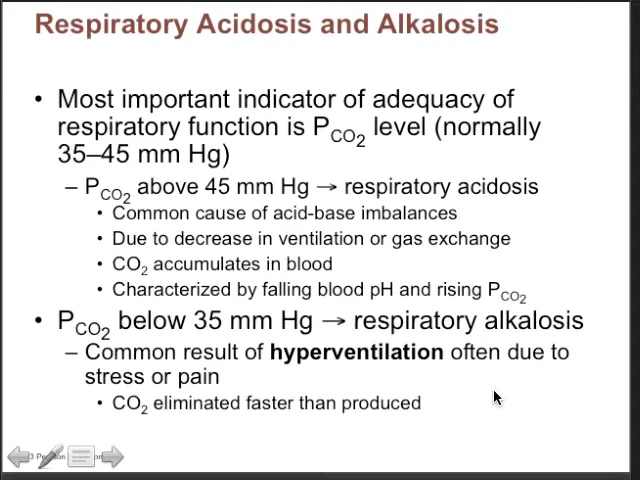 Respiratory Acidosis and Alkalosis
• Most important indicator of adequacy of
respiratory function is PCO2 level (normally
35–45 mm Hg)
– PCO2 above 45 mm Hg → respiratory acidosis
• Common cause of acid-base imbalances
• Due to decrease in ventilation or gas exchange
• CO2 accumulates in blood
• Characterized by falling blood pH and rising PCO2
• PCO2 below 35 mm Hg → respiratory alkalosis
– Common result of hyperventilation often due to
stress or pain
• CO2 eliminated faster than produced